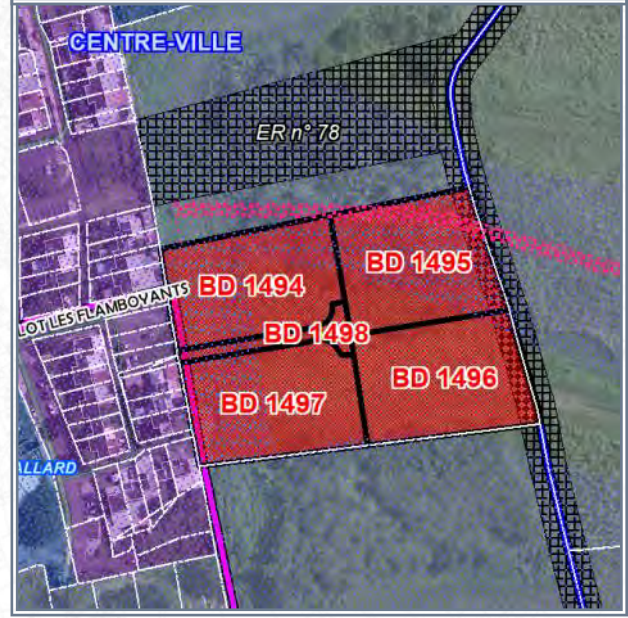 CENTRE-VILLE
ER n° 78
BD 1495
BD 1494
LOT LES FLAMBOYANTS
BD 1498
BD 1496
BD 1497
ALLARD